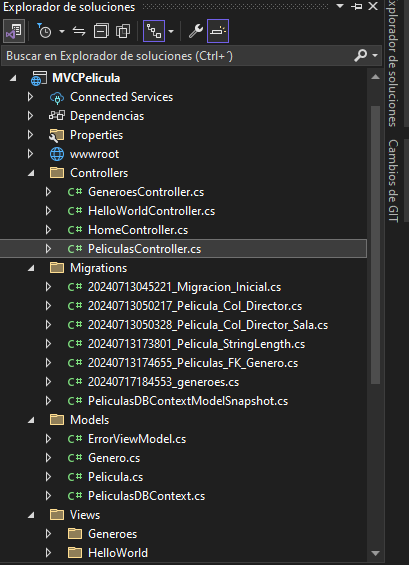 Explorador de soluciones
Buscar en Explorador de soluciones (Ctrl+´)
MVCPelicula
Connected Services
Dependencias
Properties
wwwroot
Controllers
C# GeneroesController.cs
C# HelloWorldController.cs
C# HomeController.cs
C# PeliculasController.cs
Migrations
C# 20240713045221_Migracion_Inicial.cs
C# 20240713050217_Pelicula_Col_Director.cs
C# 20240713050328_Pelicula_Col_Director_Sala.cs
C# 20240713173801_Pelicula_StringLength.cs
C# 20240713174655_Peliculas_FK_Genero.cs
C# 20240717184553_generoes.cs
C# PeliculasDBContextModelSnapshot.cs
Models
C# ErrorViewModel.cs
C# Genero.cs
C# Pelicula.cs
C# PeliculasDBContext.cs
Views
Generoes
HelloWorld
xplorador de soluciones
Cambios de GIT